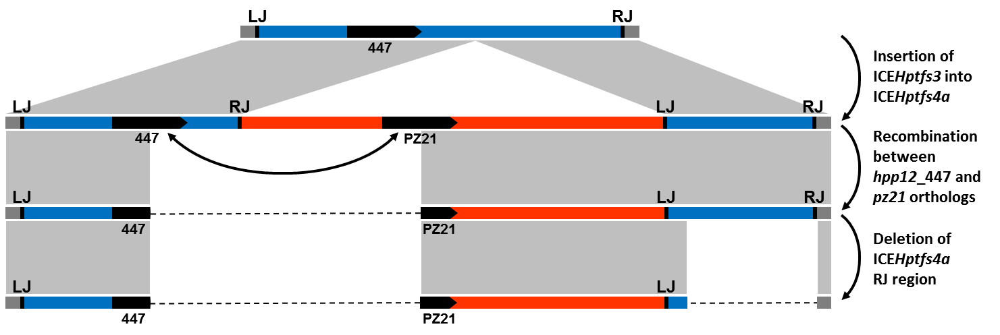 LJ RJ
447
Insertion of
ICEHptfs3 into
ICEHptfs4a
LJ RJ LJ RJ
447 PZ21
Recombination
between
hpp12_447 and
pz21 orthologs
LJ LJ RJ
447 PZ21
Deletion of
ICEHptfs4a
RJ region
LJ LJ
447 PZ21